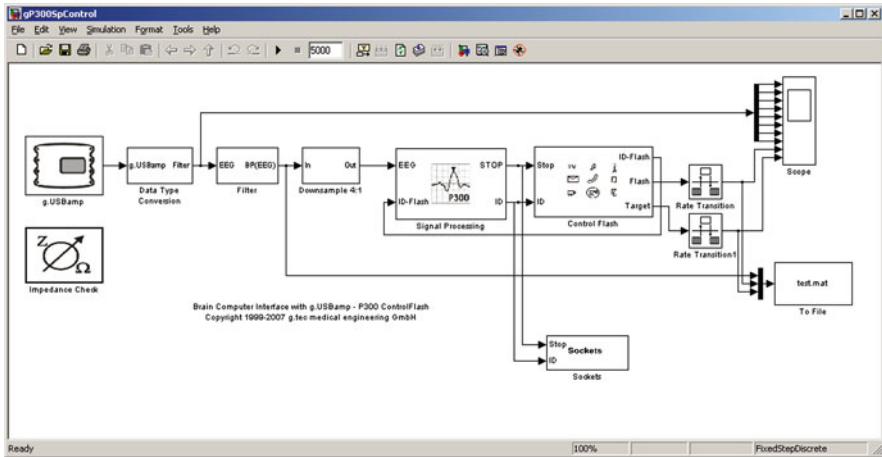 gP300SpControl
File Edit View Simulation Format Tools Help
5000
g.USBamp
g.USBamp Filter
Data Type
Conversion
EEG BP(EEG)
Filter
In Out
Downsample 4:1
EEG STOP
ID-Flash ID
P300
Signal Processing
Stop ID-Flash
Flash
ID Target
Control Flash
Rate Transition
Rate Transition1
Scope
Z Ω
Impedance Check
test.mat
To File
Brain Computer Interface with g.USBamp - P300 ControlFlash
Copyright 1999-2007 g.tec medical engineering GmbH
Stop
Sockets
ID
Sockets
Ready 100% FixedStepDiscrete